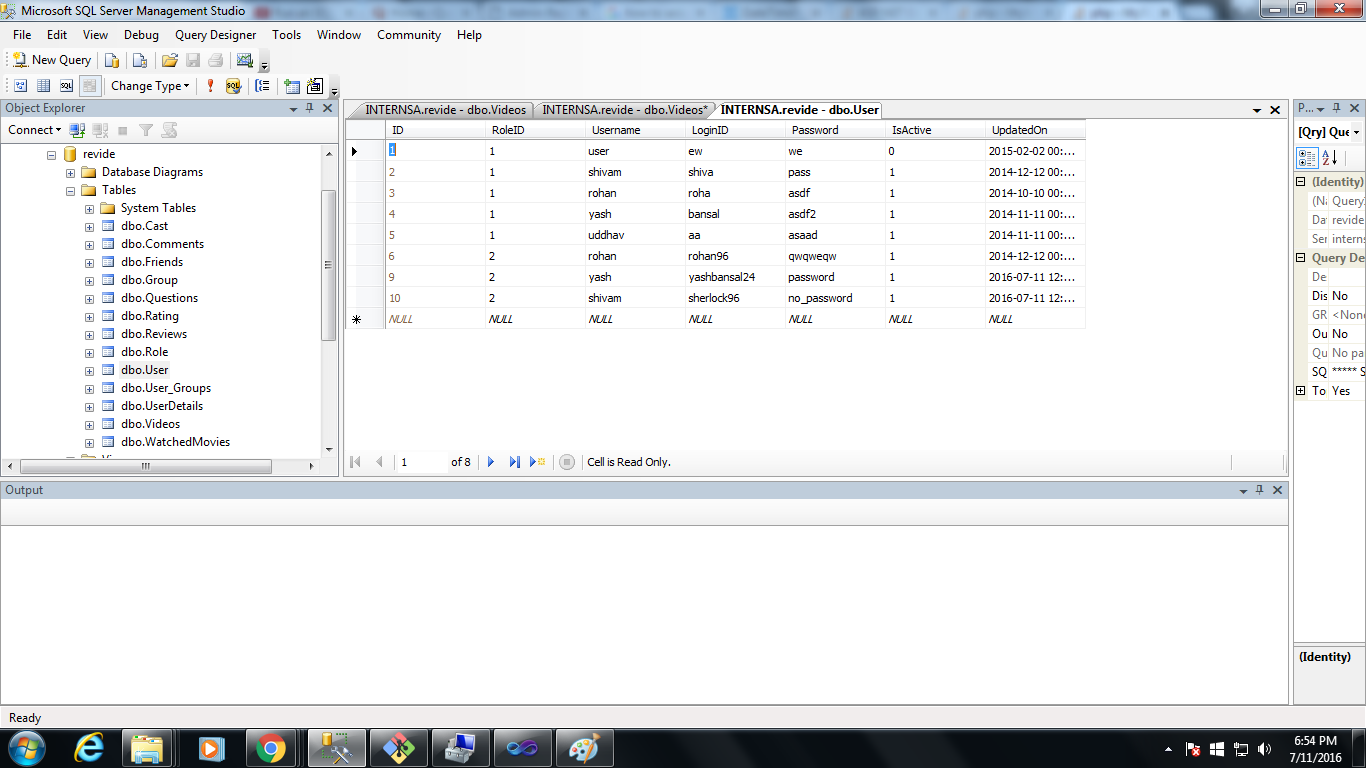 Microsoft SQL Server Management Studio
File Edit View Debug Query Designer Tools Window Community Help
New Query
Change Type
Object Explorer
Connect
revide
Database Diagrams
Tables
System Tables
dbo.Cast
dbo.Comments
dbo.Friends
dbo.Group
dbo.Questions
dbo.Rating
dbo.Reviews
dbo.Role
dbo.User
dbo.User_Groups
dbo.UserDetails
dbo.Videos
dbo.WatchedMovies
INTERNSA.revide - dbo.Videos INTERNSA.revide - dbo.Videos* INTERNSA.revide - dbo.User
ID RoleID Username LoginID Password IsActive UpdatedOn
1 1 user ew we 0 2015-02-02 00:...
2 1 shivam shiva pass 1 2014-12-12 00:...
3 1 rohan roha asdf 1 2014-10-10 00:...
4 1 yash bansal asdf2 1 2014-11-11 00:...
5 1 uddhav aa asaad 1 2014-11-11 00:...
6 2 rohan rohan96 qwqweqw 1 2014-12-12 00:...
9 2 yash yashbansal24 password 1 2016-07-11 12:...
10 2 shivam sherlock96 no_password 1 2016-07-11 12:...
NULL NULL NULL NULL NULL NULL NULL
1 of 8 Cell is Read Only.
P...
[Qry] Que
(Identity)
(Na Query
Dat revide
Ser interns
Query De
De
Dis No
GR <None
Ou No
Qu No pa
SQ ***** S
To Yes
(Identity)
Output
Ready
6:54 PM
7/11/2016